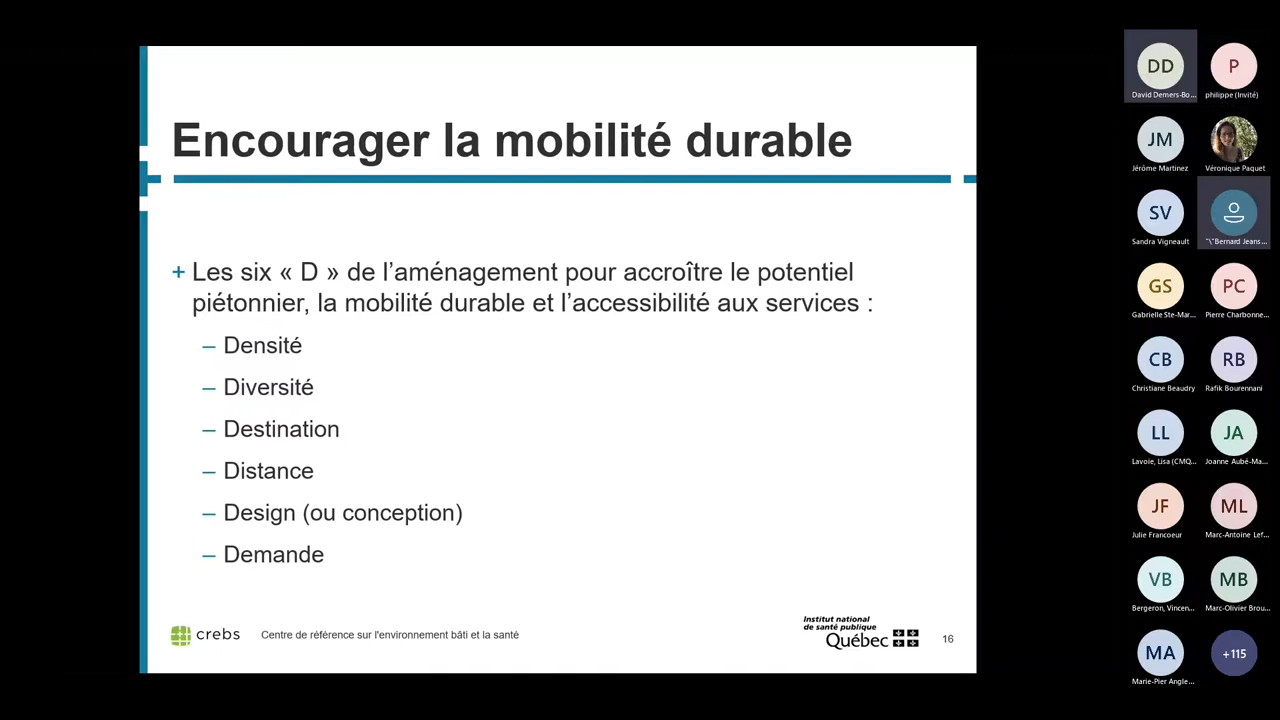 Encourager la mobilité durable
+ Les six « D » de l’aménagement pour accroître le potentiel
piétonnier, la mobilité durable et l’accessibilité aux services :
– Densité
– Diversité
– Destination
– Distance
– Design (ou conception)
– Demande
crebs
Centre de référence sur l'environnement bâti et la santé
Institut national
de santé publique
Québec
16
DD
David Demers-Bo...
P
philippe (Invité)
JM
Jérôme Martinez
Véronique Paquet
SV
Sandra Vigneault
"\"Bernard Jeans...
GS
Gabrielle Ste-Mar...
PC
Pierre Charbonne...
CB
Christiane Beaudry
RB
Rafik Bourennani
LL
Lavoie, Lisa (CMQ...
JA
Joanne Aubé-Ma...
JF
Julie Francoeur
ML
Marc-Antoine Lef...
VB
Bergeron, Vincen...
MB
Marc-Olivier Brou...
MA
Marie-Pier Angle...
+115